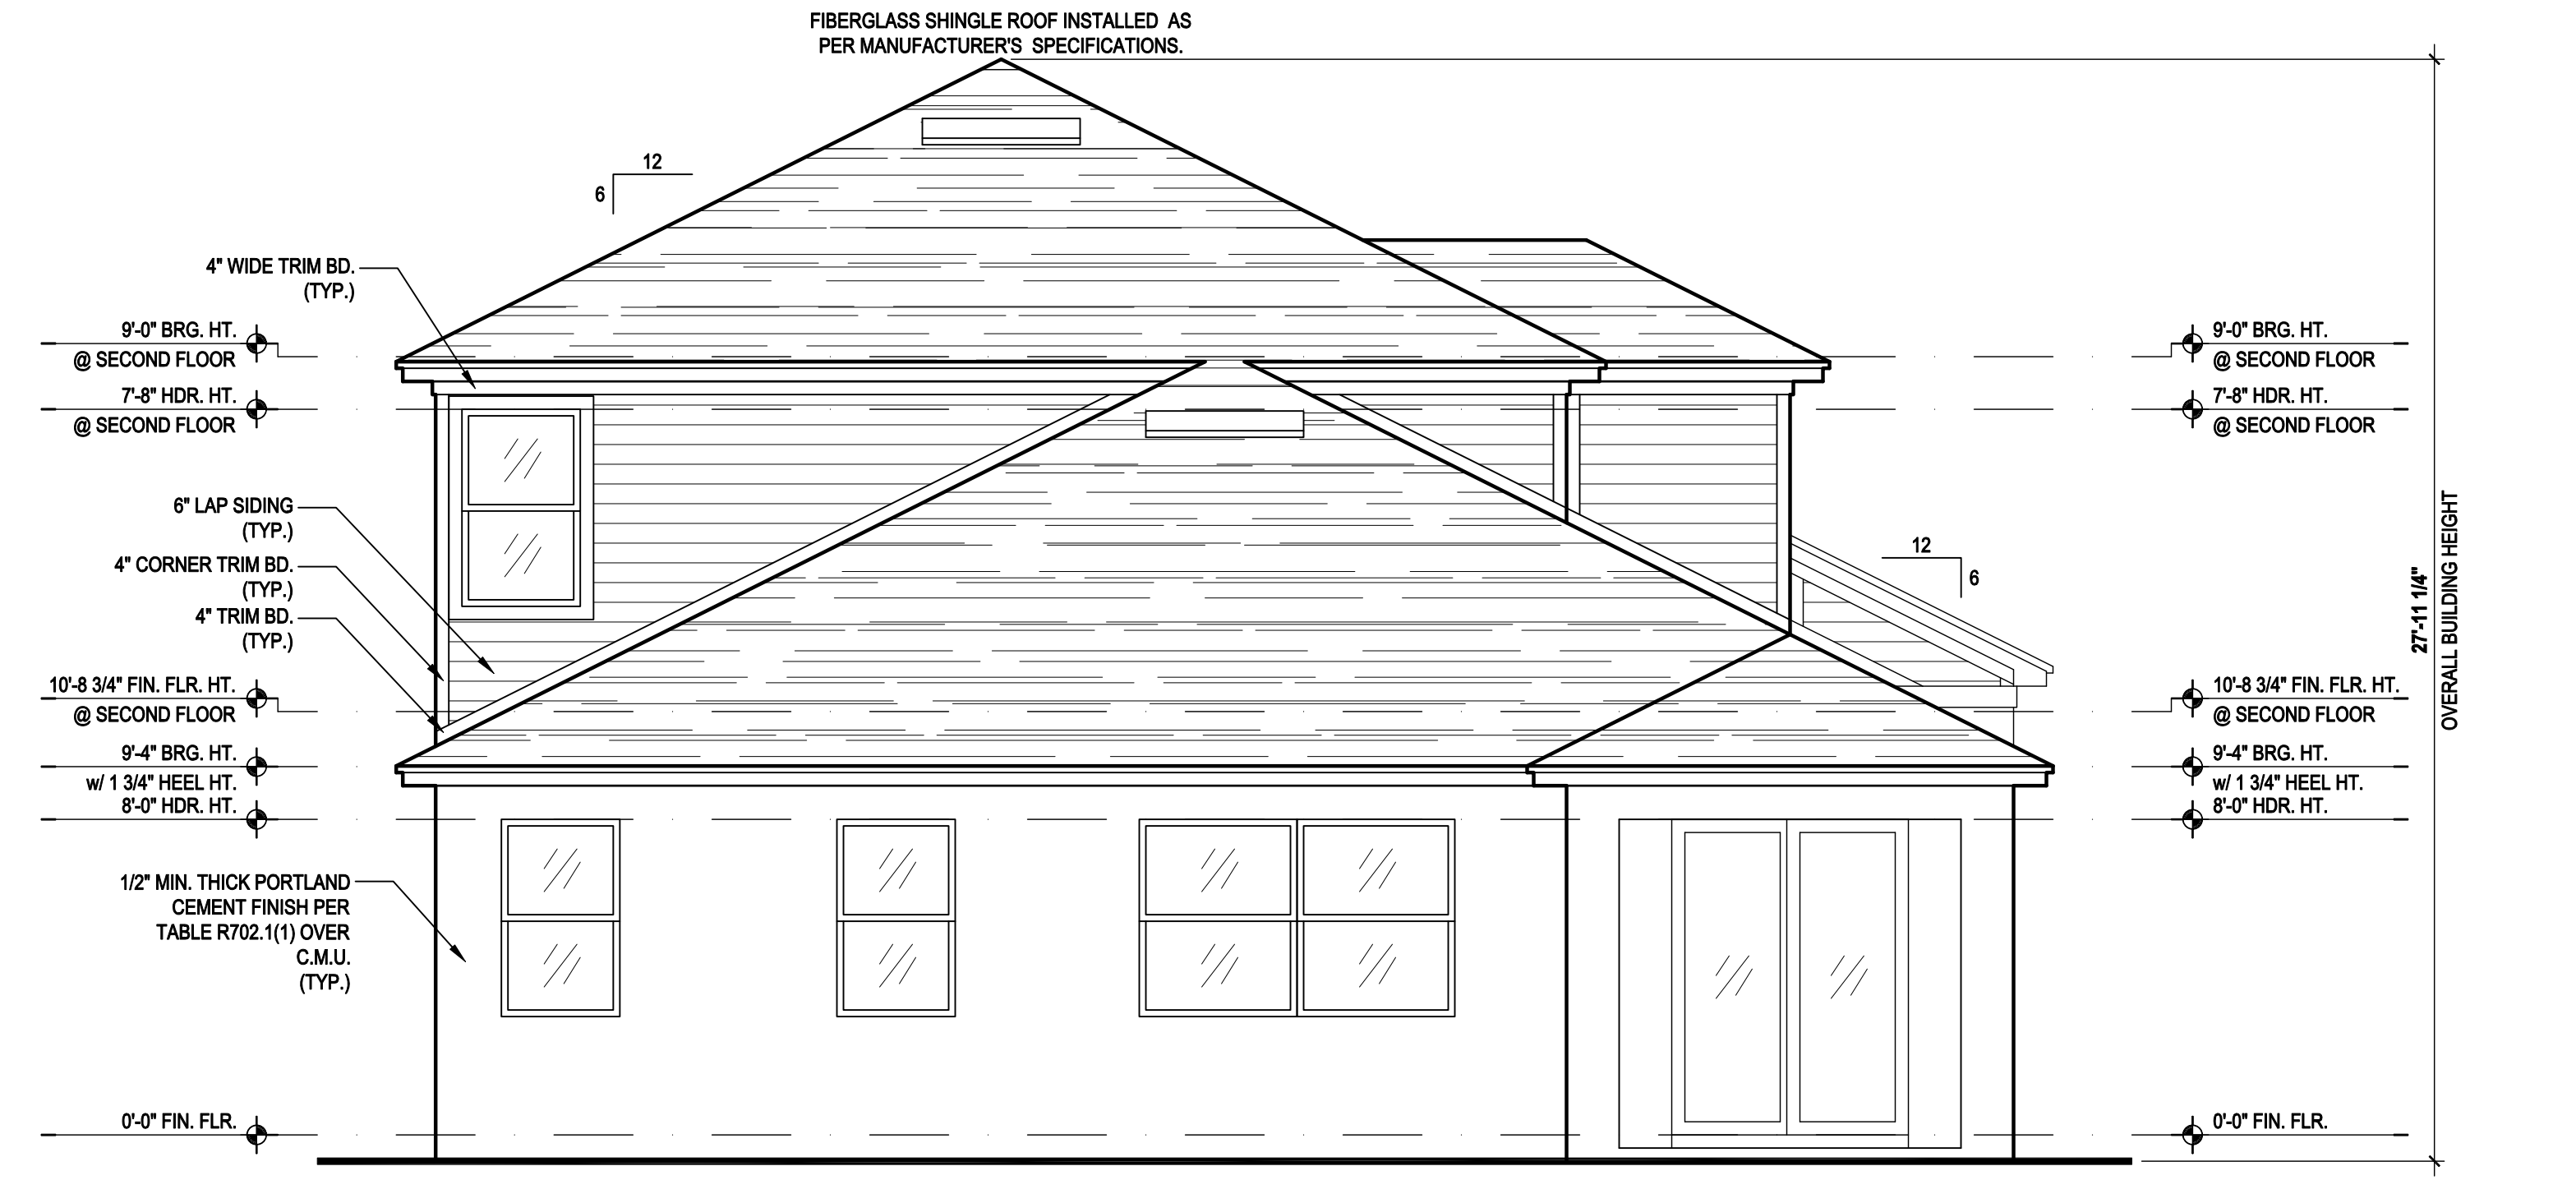 FIBERGLASS SHINGLE ROOF INSTALLED AS
PER MANUFACTURER'S SPECIFICATIONS.
12
6
4" WIDE TRIM BD.
(TYP.)
9'-0" BRG. HT.
@ SECOND FLOOR
7'-8" HDR. HT.
@ SECOND FLOOR
6" LAP SIDING
(TYP.)
4" CORNER TRIM BD.
(TYP.)
4" TRIM BD.
(TYP.)
10'-8 3/4" FIN. FLR. HT.
@ SECOND FLOOR
9'-4" BRG. HT.
w/ 1 3/4" HEEL HT.
8'-0" HDR. HT.
1/2" MIN. THICK PORTLAND
CEMENT FINISH PER
TABLE R702.1(1) OVER
C.M.U.
(TYP.)
0'-0" FIN. FLR.
12
6
9'-0" BRG. HT.
@ SECOND FLOOR
7'-8" HDR. HT.
@ SECOND FLOOR
10'-8 3/4" FIN. FLR. HT.
@ SECOND FLOOR
9'-4" BRG. HT.
w/ 1 3/4" HEEL HT.
8'-0" HDR. HT.
0'-0" FIN. FLR.
27'-11 1/4"
OVERALL BUILDING HEIGHT